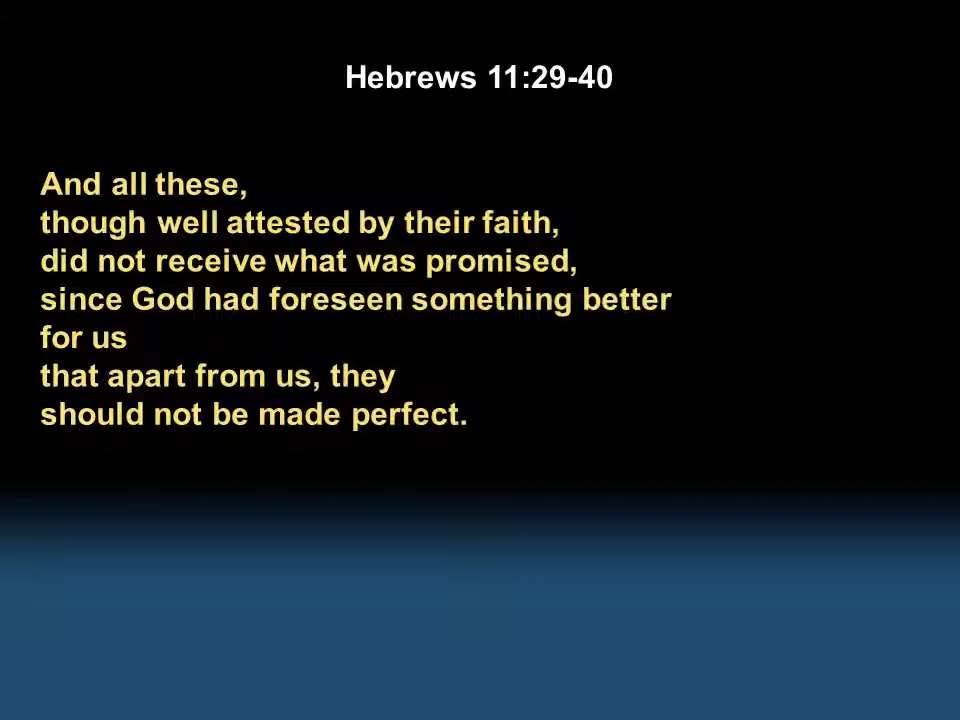 Hebrews 11:29-40
And all these,
though well attested by their faith,
did not receive what was promised,
since God had foreseen something better
for us
that apart from us, they
should not be made perfect.